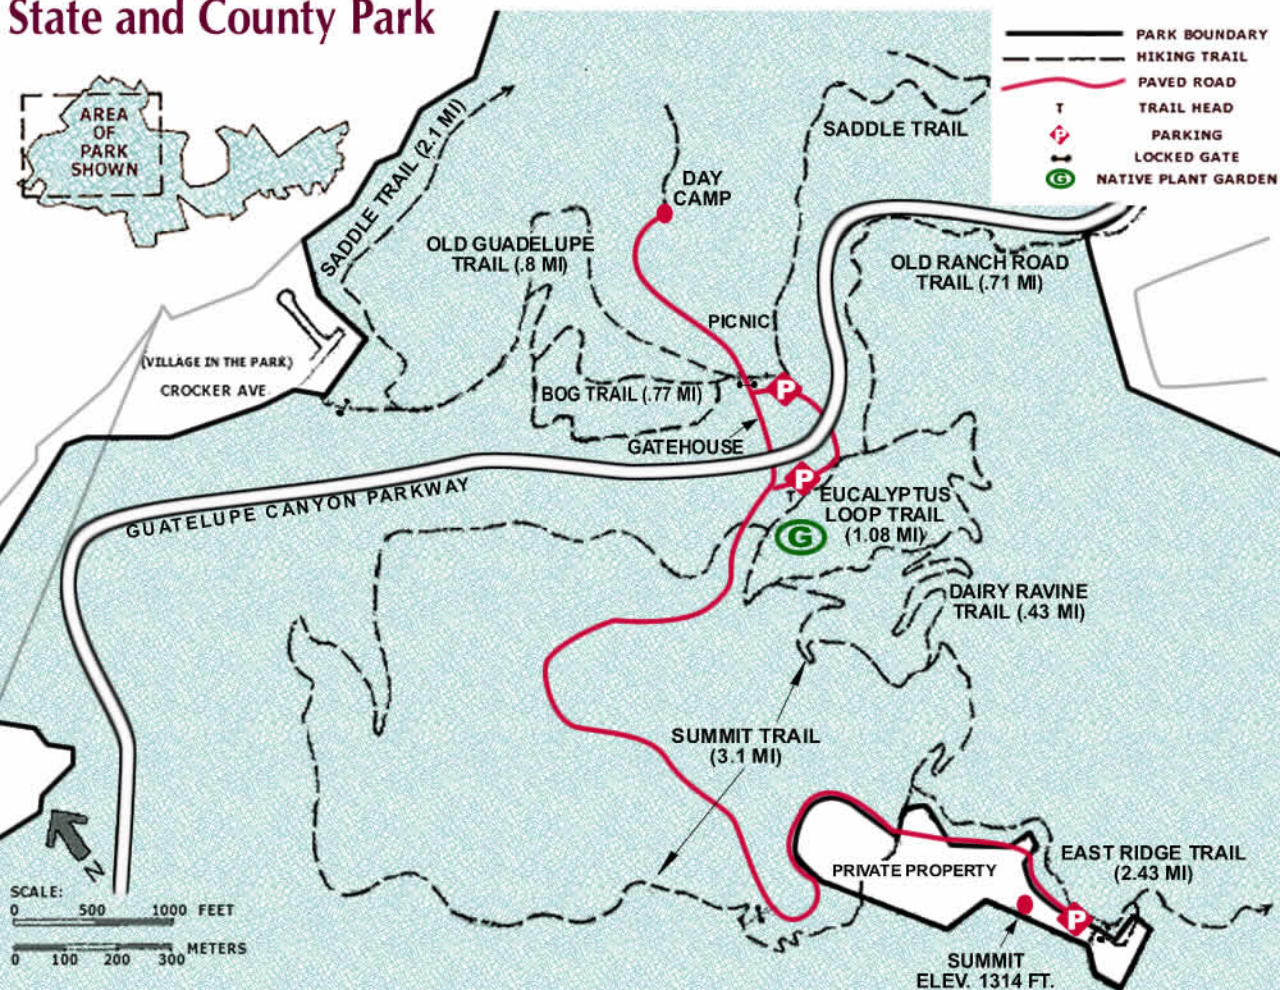 State and County Park
PARK BOUNDARY
HIKING TRAIL
PAVED ROAD
T TRAIL HEAD
P PARKING
LOCKED GATE
G NATIVE PLANT GARDEN
AREA
OF
PARK
SHOWN
SADDLE TRAIL (2.1 MI)
SADDLE TRAIL
DAY
CAMP
OLD GUADELUPE
TRAIL (.8 MI)
OLD RANCH ROAD
TRAIL (.71 MI)
PICNIC
(VILLAGE IN THE PARK)
CROCKER AVE.
BOG TRAIL (.77 MI)
P
GATEHOUSE
GUATELUPE CANYON PARKWAY
P
T
EUCALYPTUS
LOOP TRAIL
(1.08 MI)
G
DAIRY RAVINE
TRAIL (.43 MI)
SUMMIT TRAIL
(3.1 MI)
N
PRIVATE PROPERTY
EAST RIDGE TRAIL
(2.43 MI)
P
SUMMIT
ELEV. 1314 FT.
SCALE:
0 500 1000 FEET
METERS
0 100 200 300